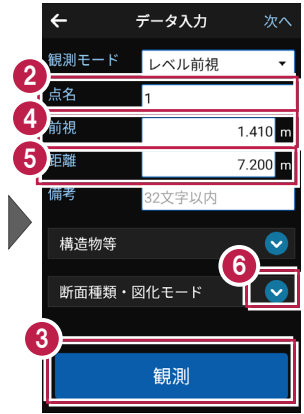 ← データ入力 次へ
観測モード レベル前視
2
点名 1
4
前視 1.410 m
5
距離 7.200 m
備考 32文字以内
構造物等
6
断面種類・図化モード
3
観測